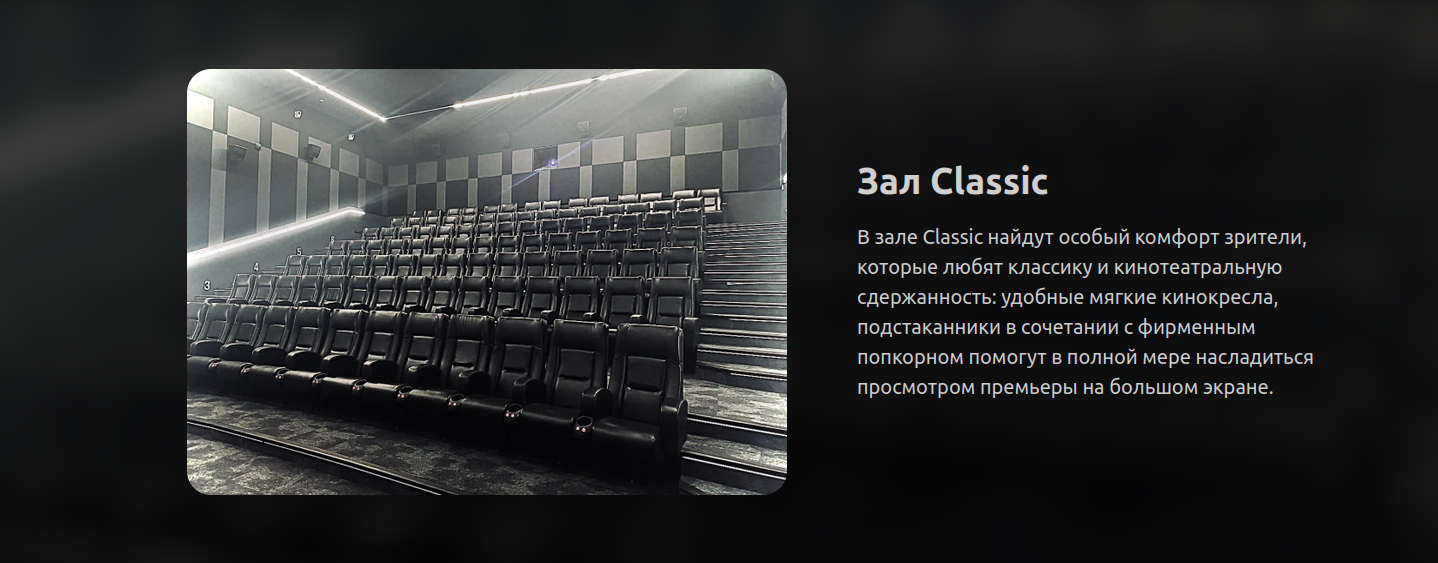 Зал Classic
В зале Classic найдут особый комфорт зрители,
которые любят классику и кинотеатральную
сдержанность: удобные мягкие кинокресла,
подстаканники в сочетании с фирменным
попкорном помогут в полной мере насладиться
просмотром премьеры на большом экране.
5
4
3